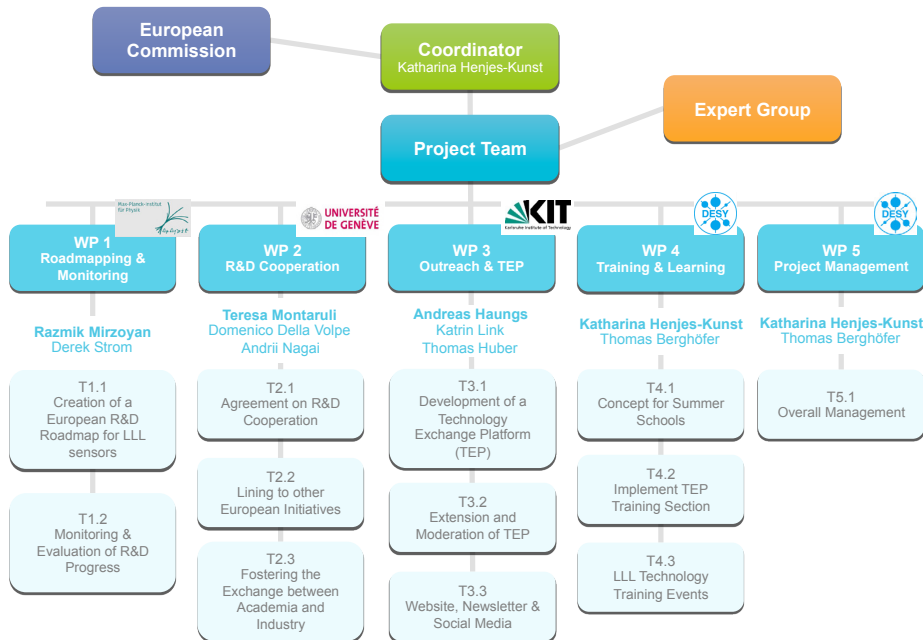 European
Commission
Coordinator
Katharina Henjes-Kunst
Expert Group
Project Team
Max-Planck-Institut
für Physik
UNIVERSITÉ
DE GENÈVE
KIT
Karlsruhe Institute of Technology
DESY
DESY
WP 1
Roadmapping &
Monitoring
WP 2
R&D Cooperation
WP 3
Outreach & TEP
WP 4
Training & Learning
WP 5
Project Management
Razmik Mirzoyan
Derek Strom
Teresa Montaruli
Domenico Della Volpe
Andrii Nagai
Andreas Haungs
Katrin Link
Thomas Huber
Katharina Henjes-Kunst
Thomas Berghöfer
Katharina Henjes-Kunst
Thomas Berghöfer
T1.1
Creation of a
European R&D
Roadmap for LLL
sensors
T1.2
Monitoring &
Evaluation of R&D
Progress
T2.1
Agreement on R&D
Cooperation
T2.2
Lining to other
European Initiatives
T2.3
Fostering the
Exchange between
Academia and
Industry
T3.1
Development of a
Technology
Exchange Platform
(TEP)
T3.2
Extension and
Moderation of TEP
T3.3
Website, Newsletter &
Social Media
T4.1
Concept for Summer
Schools
T4.2
Implement TEP
Training Section
T4.3
LLL Technology
Training Events
T5.1
Overall Management